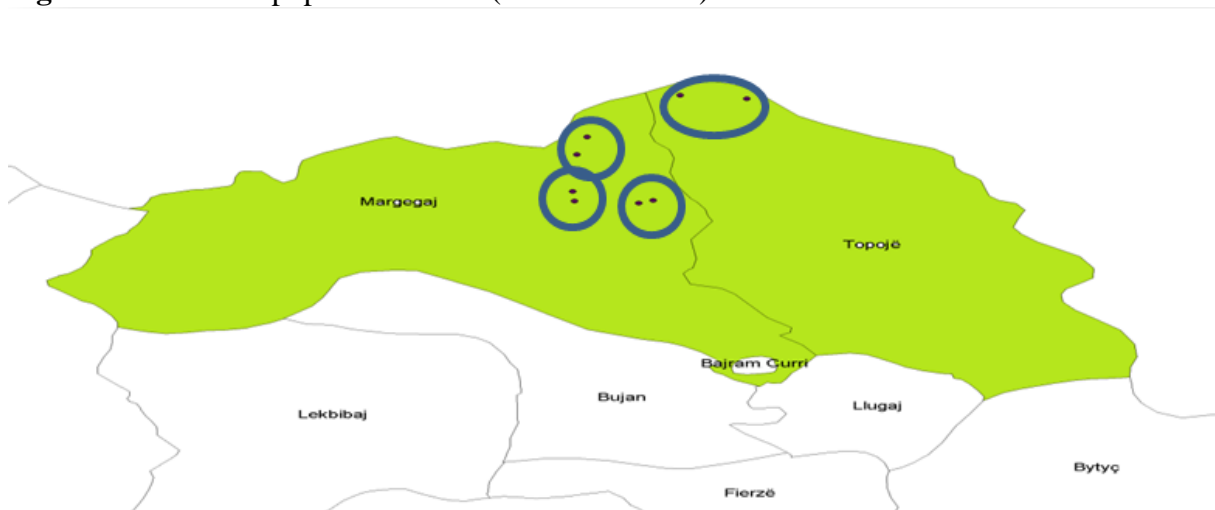 Margegaj
Topojë
Bajram Curri
Bujan
Llugaj
Lekbibaj
Bytyç
Fierzë